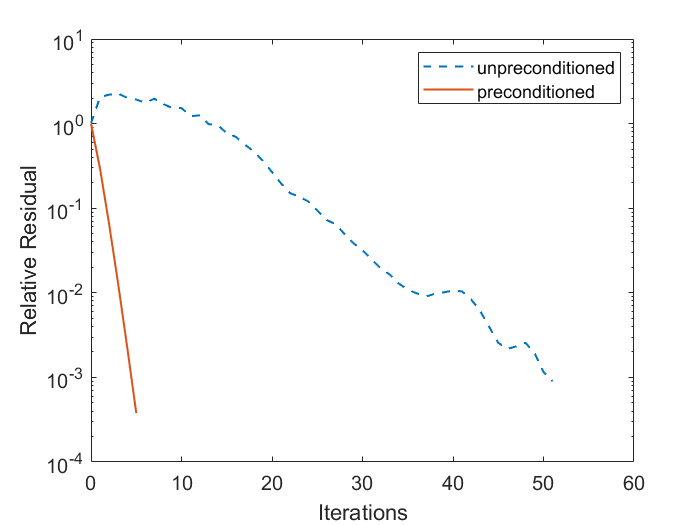 10^1
unpreconditioned
preconditioned
10^0
10^-1
Relative Residual
10^-2
10^-3
10^-4
0 10 20 30 40 50 60
Iterations